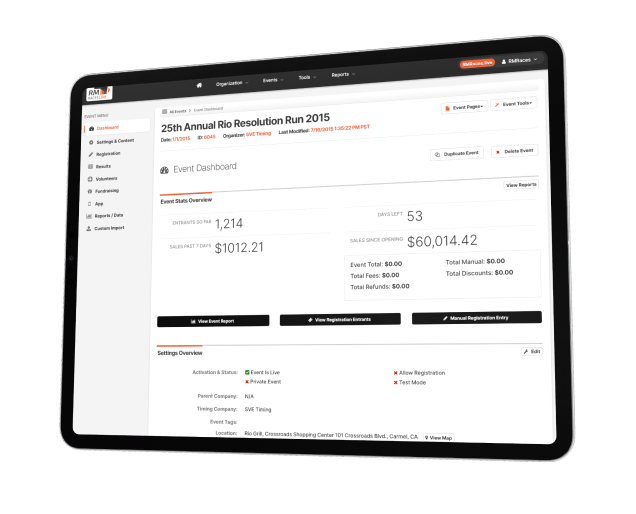 RM
Organization Events Tools Reports
RMRaces.live RMRaces
EVENT MENU
Dashboard
Settings & Content
Registration
Results
Volunteers
Fundraising
App
Reports / Data
Custom Import
All Events > Event Dashboard
25th Annual Rio Resolution Run 2015
Date: 1/1/2015 ID: 6045 Organizer: SVE Timing Last Modified: 7/16/2015 1:35:22 PM PST
Event Pages Event Tools
Event Dashboard
Duplicate Event Delete Event
Event Stats Overview
View Reports
ENTRANTS SO FAR 1,214
DAYS LEFT 53
SALES PAST 7 DAYS $1012.21
SALES SINCE OPENING $60,014.42
Event Total: $0.00 Total Manual: $0.00
Total Fees: $0.00 Total Discounts: $0.00
Total Refunds: $0.00
View Event Report View Registration Entrants Manual Registration Entry
Settings Overview Edit
Activation & Status: Event Is Live Allow Registration
Private Event Test Mode
Parent Company: N/A
Timing Company: SVE Timing
Event Tags:
Location: Rio Grill, Crossroads Shopping Center 101 Crossroads Blvd., Carmel, CA View Map